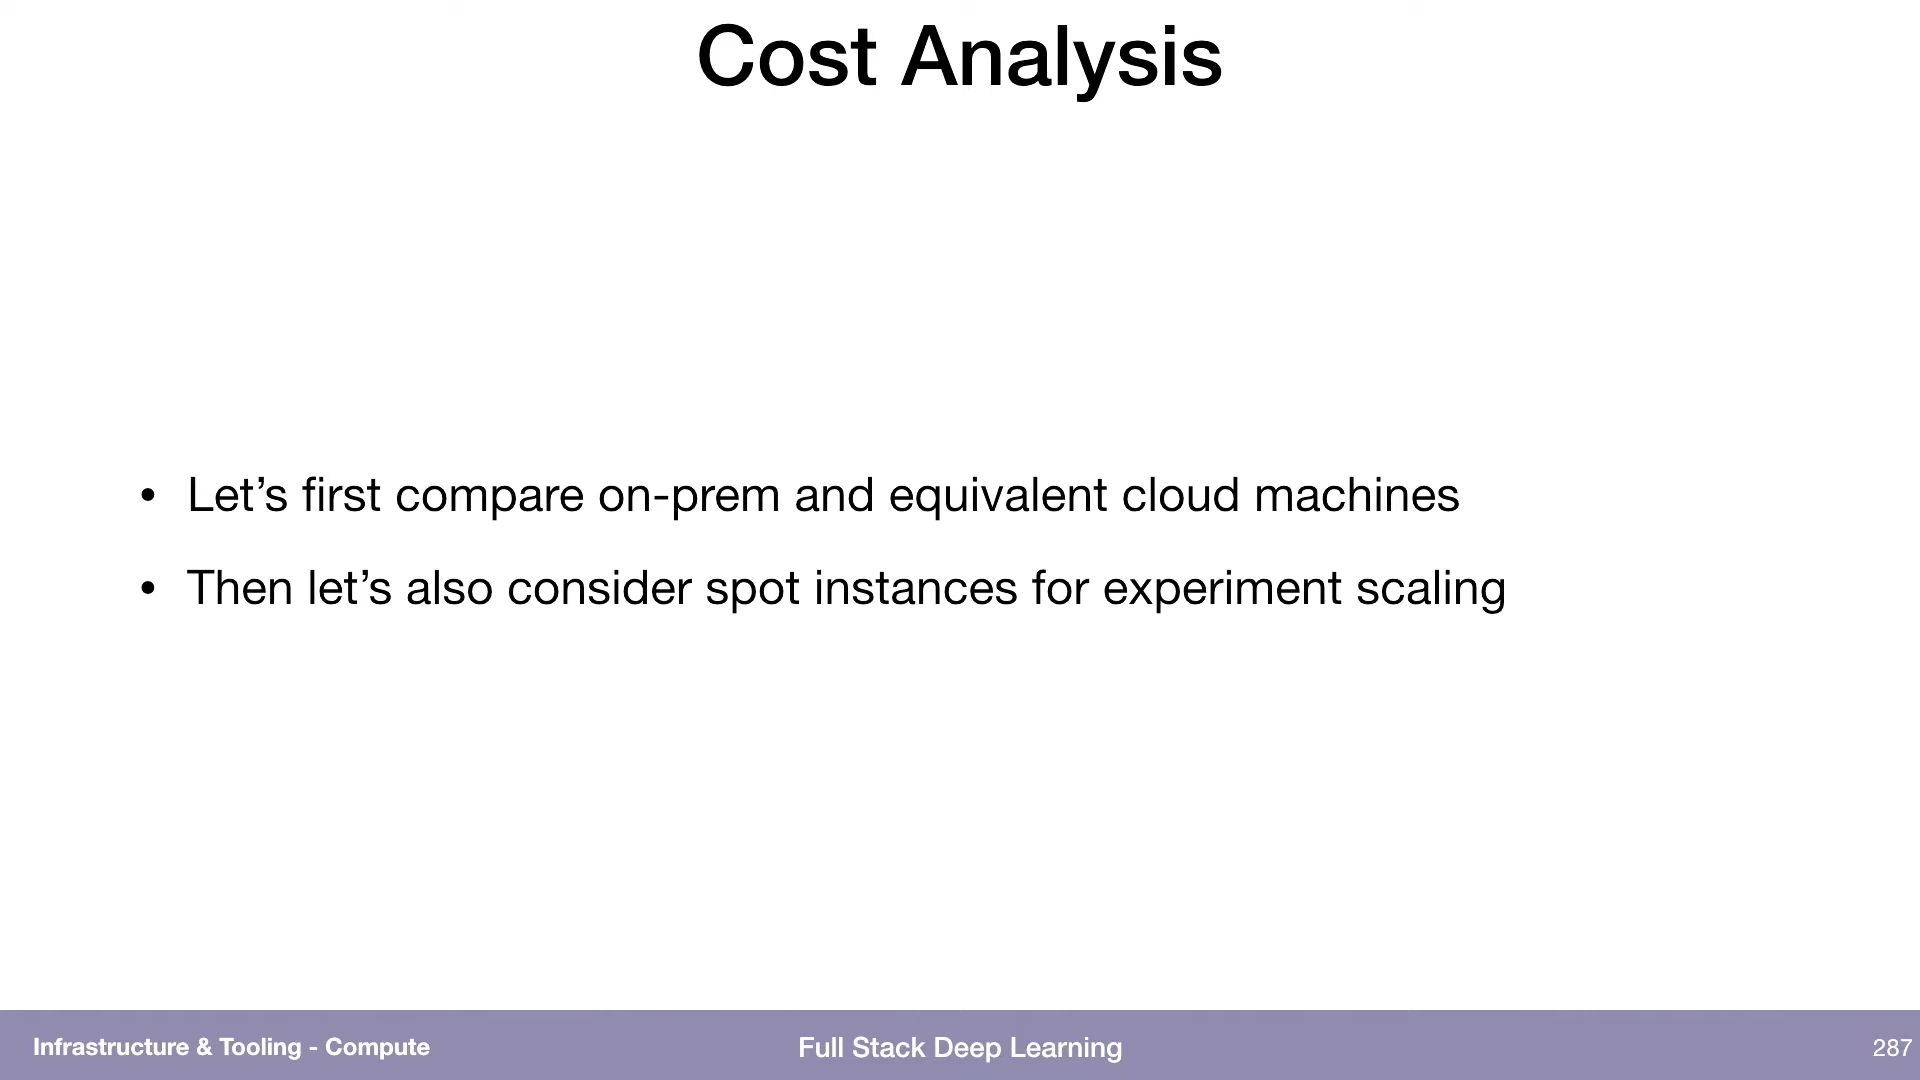 Cost Analysis
• Let’s first compare on-prem and equivalent cloud machines
• Then let’s also consider spot instances for experiment scaling
Infrastructure & Tooling - Compute
Full Stack Deep Learning
287